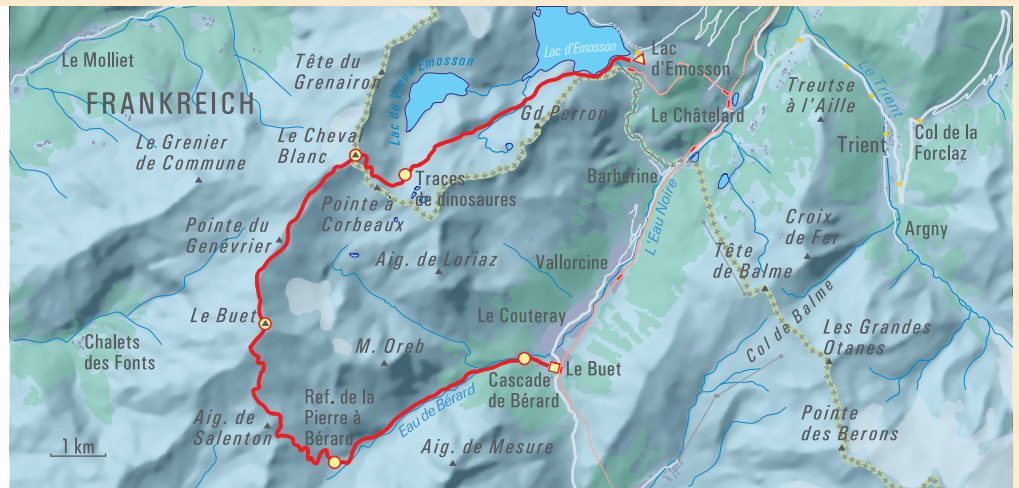 Le Molliet
Tête du
Grenairon
Lac du Vieux Emosson
Lac d'Emosson
Lac
d'Emosson
FRANKREICH
Le Grenier
de Commune
Le Cheval
Blanc
Gd Perron
Le Châtelard
Treutse
à l'Aille
Le Trient
Trient
Col de la
Forclaz
Traces
de dinosaures
Barberine
Pointe à
Corbeaux
Pointe du
Genévrier
Aig. de Loriaz
Vallorcine
L'Eau Noire
Croix
de Fer
Argny
Tête
de Balme
Le Buet
Le Couteray
Col de Balme
Chalets
des Fonts
M. Oreb
Les Grandes
Otanes
Cascade
de Bérard
Le Buet
Ref. de la
Pierre à
Bérard
Eau de Bérard
Aig. de
Salenton
Aig. de Mesure
Pointe
des Berons
1 km